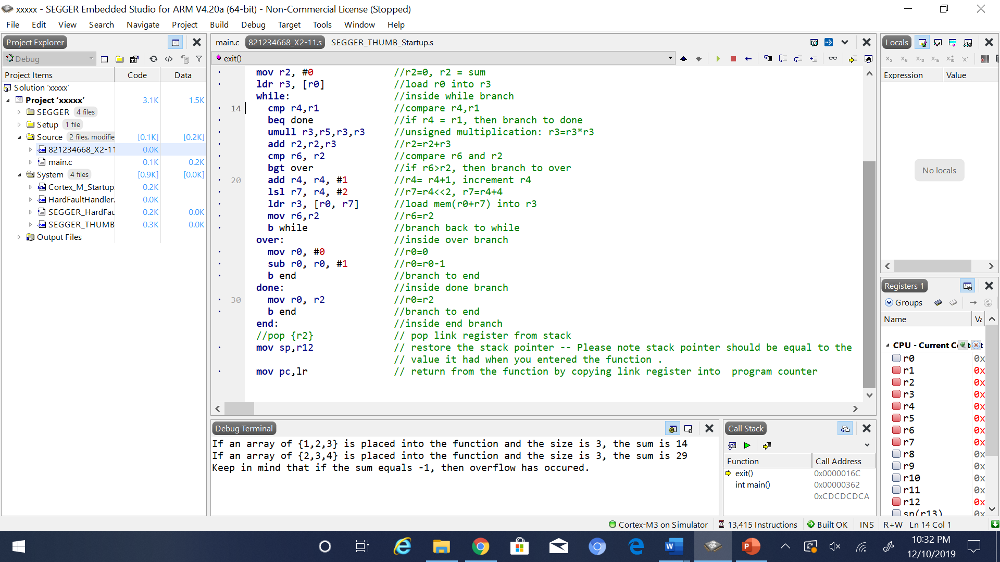 xxxxx - SEGGER Embedded Studio for ARM V4.20a (64-bit) - Non-Commercial License (Stopped)
File Edit View Search Navigate Project Build Debug Target Tools Window Help
Project Explorer
Debug
Project Items Code Data
Solution 'xxxxx'
Project 'xxxxx' 3.1K 1.5K
SEGGER 4 files
Setup 1 file
Source 2 files, modifie [0.1K] [0.2K]
821234668_X2-11 0.0K
main.c 0.1K 0.2K
System 4 files [0.9K] [0.0K]
Cortex_M_Startup 0.2K
HardFaultHandler. 0.0K
SEGGER_HardFau 0.2K 0.0K
SEGGER_THUMB 0.3K 0.0K
Output Files
main.c 821234668_X2-11.s SEGGER_THUMB_Startup.s
exit()
mov r2, #0 //r2=0, r2 = sum
ldr r3, [r0] //load r0 into r3
while: //inside while branch
14 cmp r4,r1 //compare r4,r1
beq done //if r4 = r1, then branch to done
umull r3,r5,r3,r3 //unsigned multiplication: r3=r3*r3
add r2,r2,r3 //r2=r2+r3
cmp r6, r2 //compare r6 and r2
bgt over //if r6>r2, then branch to over
20 add r4, r4, #1 //r4= r4+1, increment r4
lsl r7, r4, #2 //r7=r4<<2, r7=r4+4
ldr r3, [r0, r7] //load mem(r0+r7) into r3
mov r6,r2 //r6=r2
b while //branch back to while
over: //inside over branch
mov r0, #0 //r0=0
sub r0, r0, #1 //r0=r0-1
b end //branch to end
done: //inside done branch
30 mov r0, r2 //r0=r2
b end //branch to end
end: //inside end branch
//pop {r2} // pop link register from stack
mov sp,r12 // restore the stack pointer -- Please note stack pointer should be equal to the
// value it had when you entered the function .
mov pc,lr // return from the function by copying link register into program counter
Debug Terminal
If an array of {1,2,3} is placed into the function and the size is 3, the sum is 14
If an array of {2,3,4} is placed into the function and the size is 3, the sum is 29
Keep in mind that if the sum equals -1, then overflow has occured.
Call Stack
Function Call Address
exit() 0x0000016C
int main() 0x00000362
0xCDCDCDCA
Locals
x2 x8 x10 x16
Expression Value
No locals
Registers 1
Groups
Name Va
CPU - Current Co
r0 0x
r1 0x
r2 0x
r3 0x
r4 0x
r5 0x
r6 0x
r7 0x
r8 0x
r9 0x
r10 0x
r11 0x
r12 0x
sp(r13)
Cortex-M3 on Simulator 13,415 Instructions Built OK INS R+W Ln 14 Col 1
10:32 PM
12/10/2019